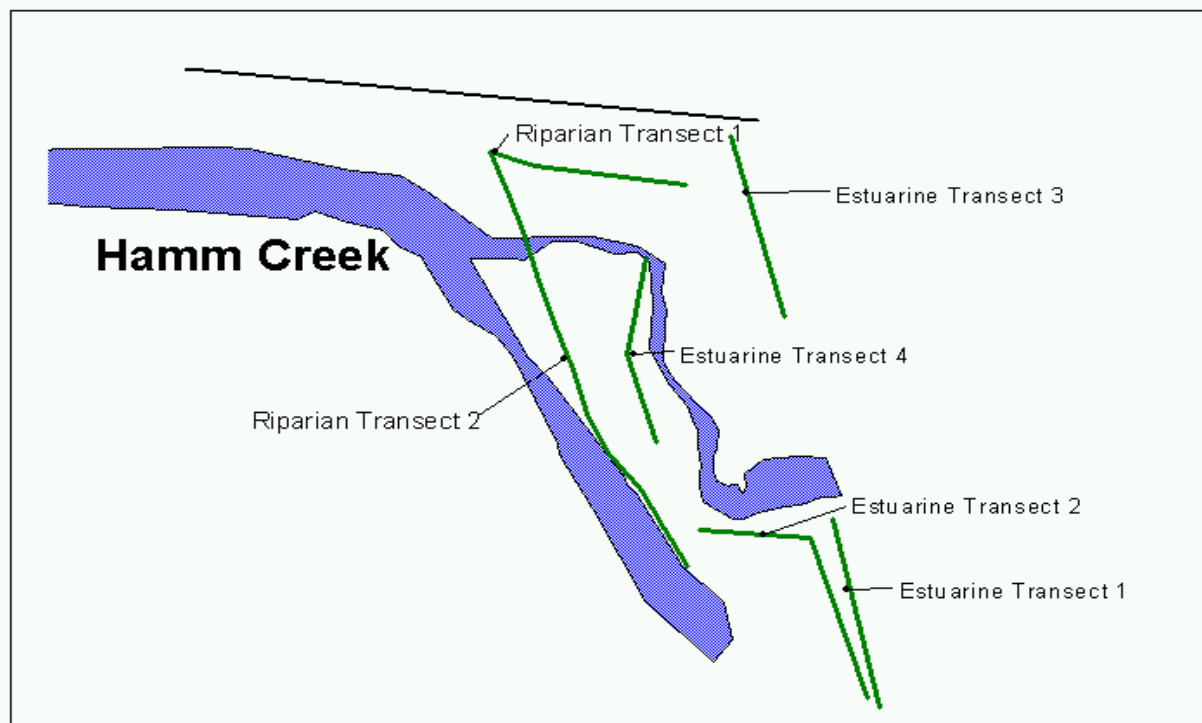 Riparian Transect 1
Estuarine Transect 3
Hamm Creek
Estuarine Transect 4
Riparian Transect 2
Estuarine Transect 2
Estuarine Transect 1